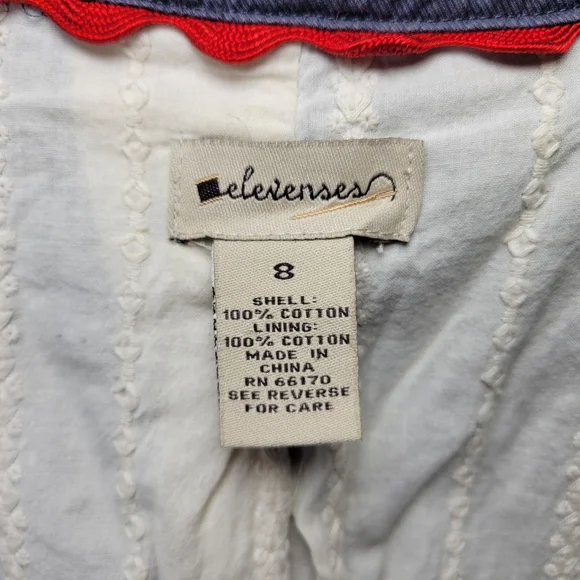 elevenses
8
SHELL:
100% COTTON
LINING:
100% COTTON
MADE IN
CHINA
RN 66170
SEE REVERSE
FOR CARE